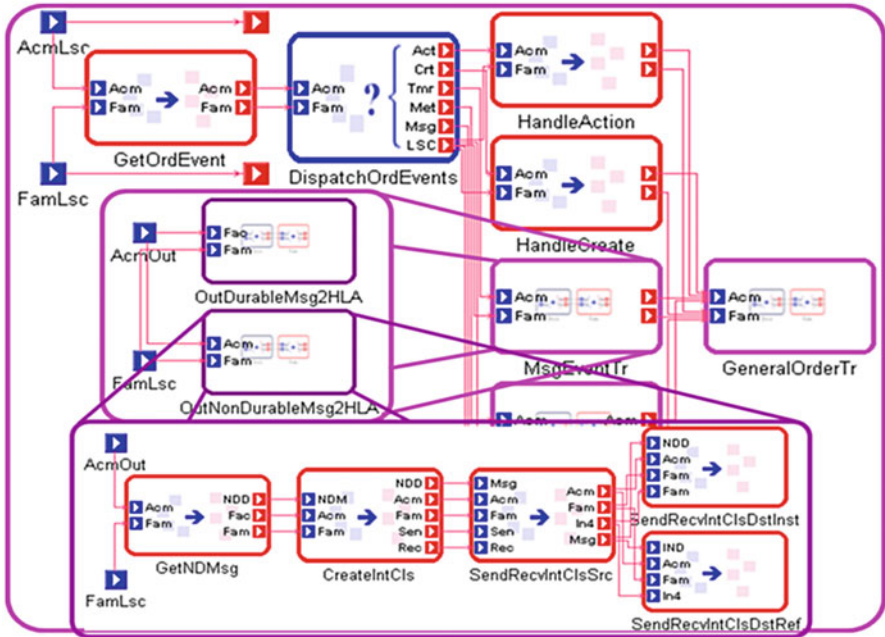 AcmLsc
Acm
Fam
Acm
Fam
GetOrdEvent
FamLsc
Acm
Fam
?
Act
Crt
Tmr
Met
Msg
LSC
DispatchOrdEvents
Acm
Fam
HandleAction
Acm
Fam
HandleCreate
AcmOut
Fac
Fam
OutDurableMsg2HLA
Acm
Fam
MsgEventTr
Acm
Fam
GeneralOrderTr
FamLsc
Acm
Fam
OutNonDurableMsg2HLA
Acm
Acm
AcmOut
FamLsc
Acm
Fam
NDD
Fac
Fam
GetNDMsg
NDM
Acm
Fam
NDD
Acm
Fam
Sen
Rec
CreateIntCls
Msg
Acm
Fam
Sen
Rec
Acm
Fam
In4
Msg
SendRecvIntClsSrc
NDD
Acm
Fam
Fam
SendRecvIntClsDstInst
IND
Acm
Fam
In4
SendRecvIntClsDstRef